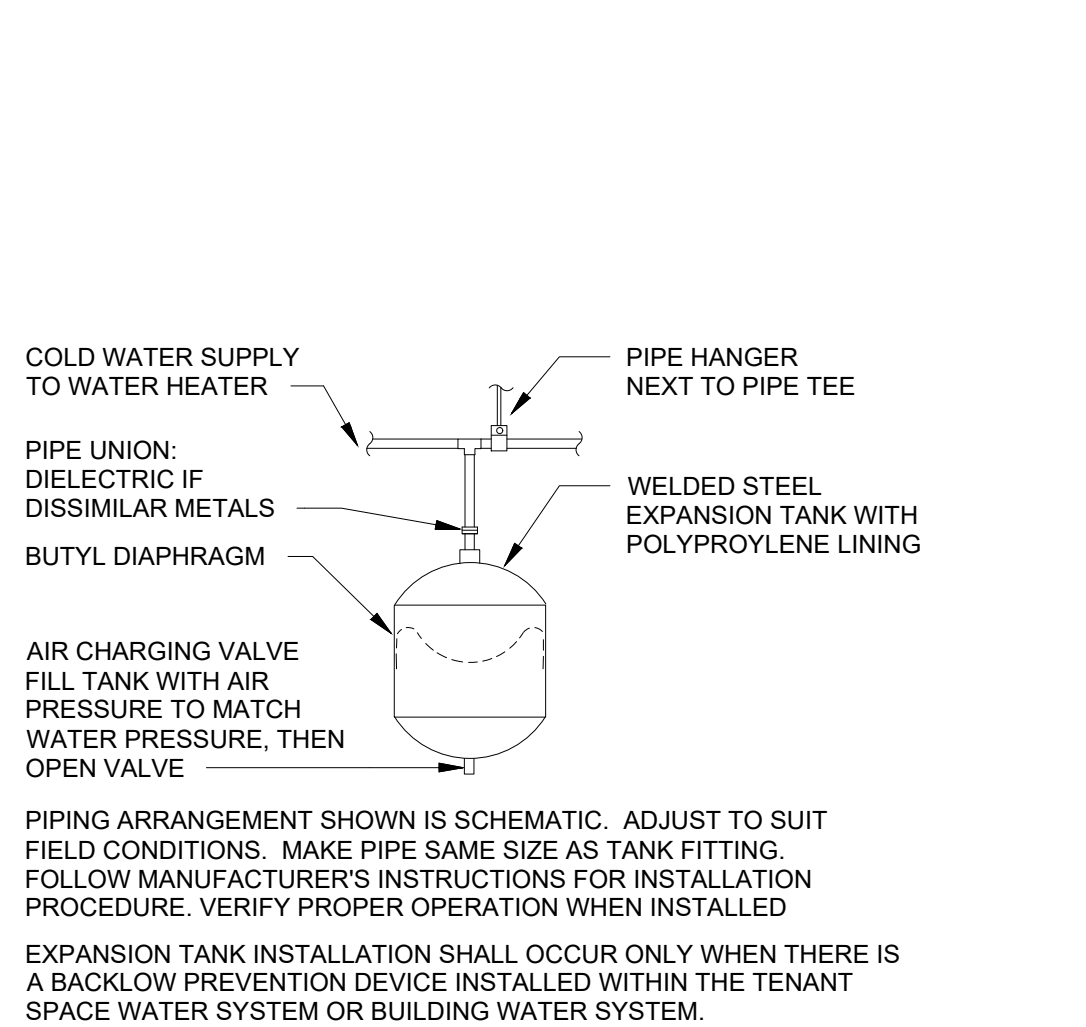 COLD WATER SUPPLY
TO WATER HEATER
PIPE HANGER
NEXT TO PIPE TEE
PIPE UNION:
DIELECTRIC IF
DISSIMILAR METALS
WELDED STEEL
EXPANSION TANK WITH
POLYPROYLENE LINING
BUTYL DIAPHRAGM
AIR CHARGING VALVE
FILL TANK WITH AIR
PRESSURE TO MATCH
WATER PRESSURE, THEN
OPEN VALVE
PIPING ARRANGEMENT SHOWN IS SCHEMATIC. ADJUST TO SUIT
FIELD CONDITIONS. MAKE PIPE SAME SIZE AS TANK FITTING.
FOLLOW MANUFACTURER'S INSTRUCTIONS FOR INSTALLATION
PROCEDURE. VERIFY PROPER OPERATION WHEN INSTALLED
EXPANSION TANK INSTALLATION SHALL OCCUR ONLY WHEN THERE IS
A BACKLOW PREVENTION DEVICE INSTALLED WITHIN THE TENANT
SPACE WATER SYSTEM OR BUILDING WATER SYSTEM.